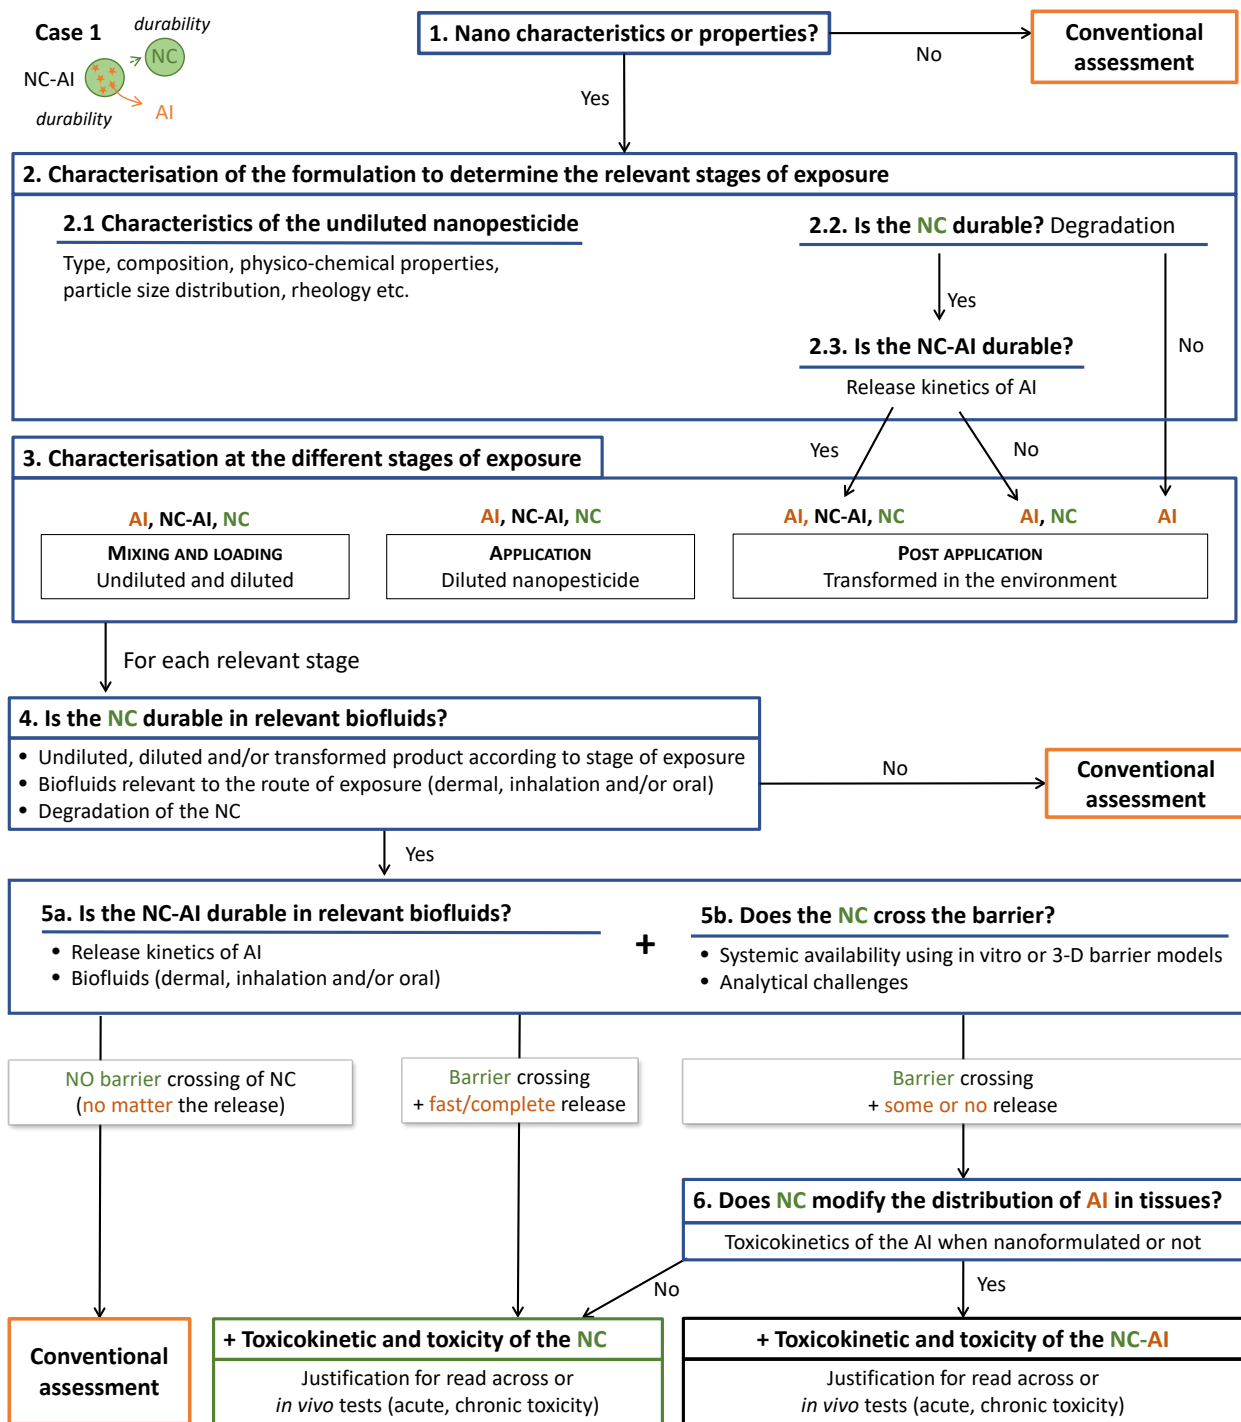 Case 1
durability
NC
NC-AI
AI
durability
1. Nano characteristics or properties?
No
Conventional
assessment
Yes
2. Characterisation of the formulation to determine the relevant stages of exposure
2.1 Characteristics of the undiluted nanopesticide
Type, composition, physico-chemical properties,
particle size distribution, rheology etc.
2.2. Is the NC durable? Degradation
Yes
No
2.3. Is the NC-AI durable?
Release kinetics of AI
Yes
No
3. Characterisation at the different stages of exposure
AI, NC-AI, NC
MIXING AND LOADING
Undiluted and diluted
AI, NC-AI, NC
APPLICATION
Diluted nanopesticide
AI, NC-AI, NC
AI, NC
AI
POST APPLICATION
Transformed in the environment
For each relevant stage
4. Is the NC durable in relevant biofluids?
• Undiluted, diluted and/or transformed product according to stage of exposure
• Biofluids relevant to the route of exposure (dermal, inhalation and/or oral)
• Degradation of the NC
No
Conventional
assessment
Yes
5a. Is the NC-AI durable in relevant biofluids?
• Release kinetics of AI
• Biofluids (dermal, inhalation and/or oral)
+
5b. Does the NC cross the barrier?
• Systemic availability using in vitro or 3-D barrier models
• Analytical challenges
NO barrier crossing of NC
(no matter the release)
Barrier crossing
+ fast/complete release
Barrier crossing
+ some or no release
6. Does NC modify the distribution of AI in tissues?
Toxicokinetics of the AI when nanoformulated or not
No
Yes
Conventional
assessment
+ Toxicokinetic and toxicity of the NC
Justification for read across or
in vivo tests (acute, chronic toxicity)
+ Toxicokinetic and toxicity of the NC-AI
Justification for read across or
in vivo tests (acute, chronic toxicity)